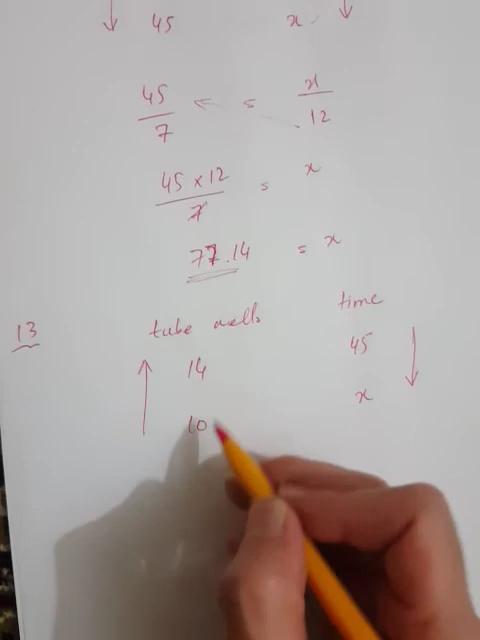 ↓ 45 x ↓
45/7 = x/12
45 × 12/7 = x
77.14 = x
13 tube wells time
↑ 14 45 ↓
10 x